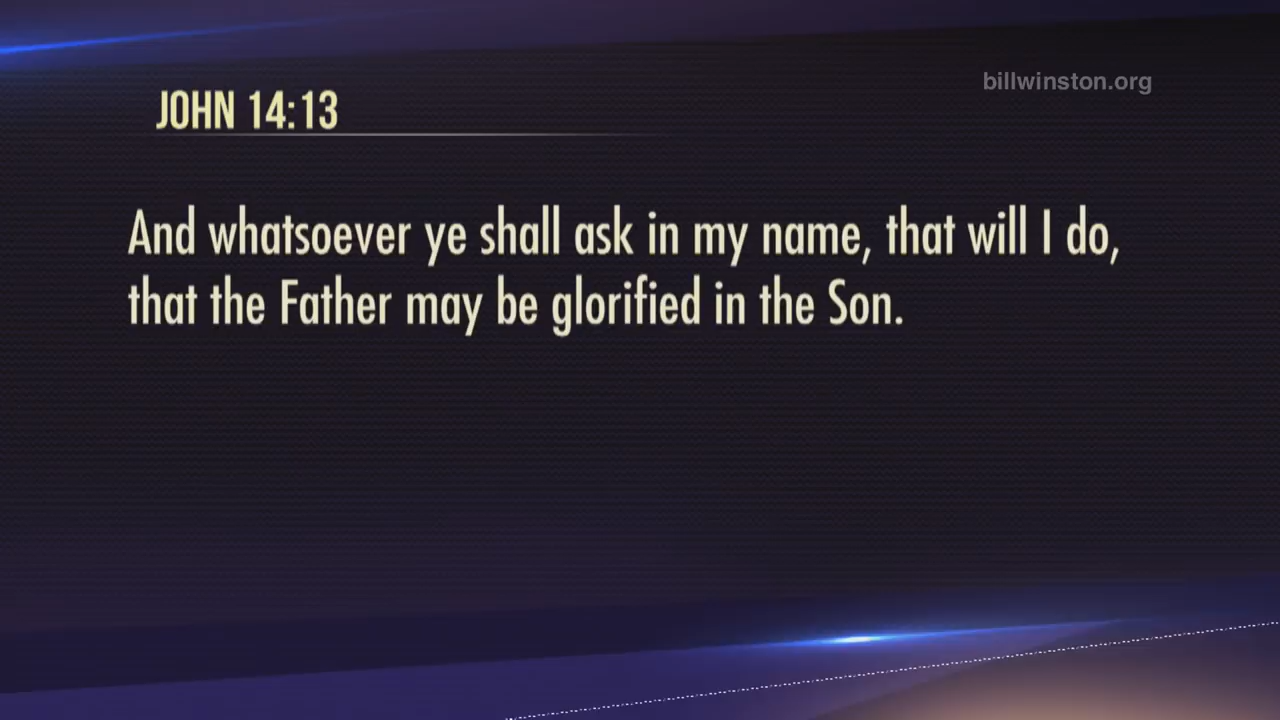 JOHN 14:13
billwinston.org
And whatsoever ye shall ask in my name, that will I do,
that the Father may be glorified in the Son.